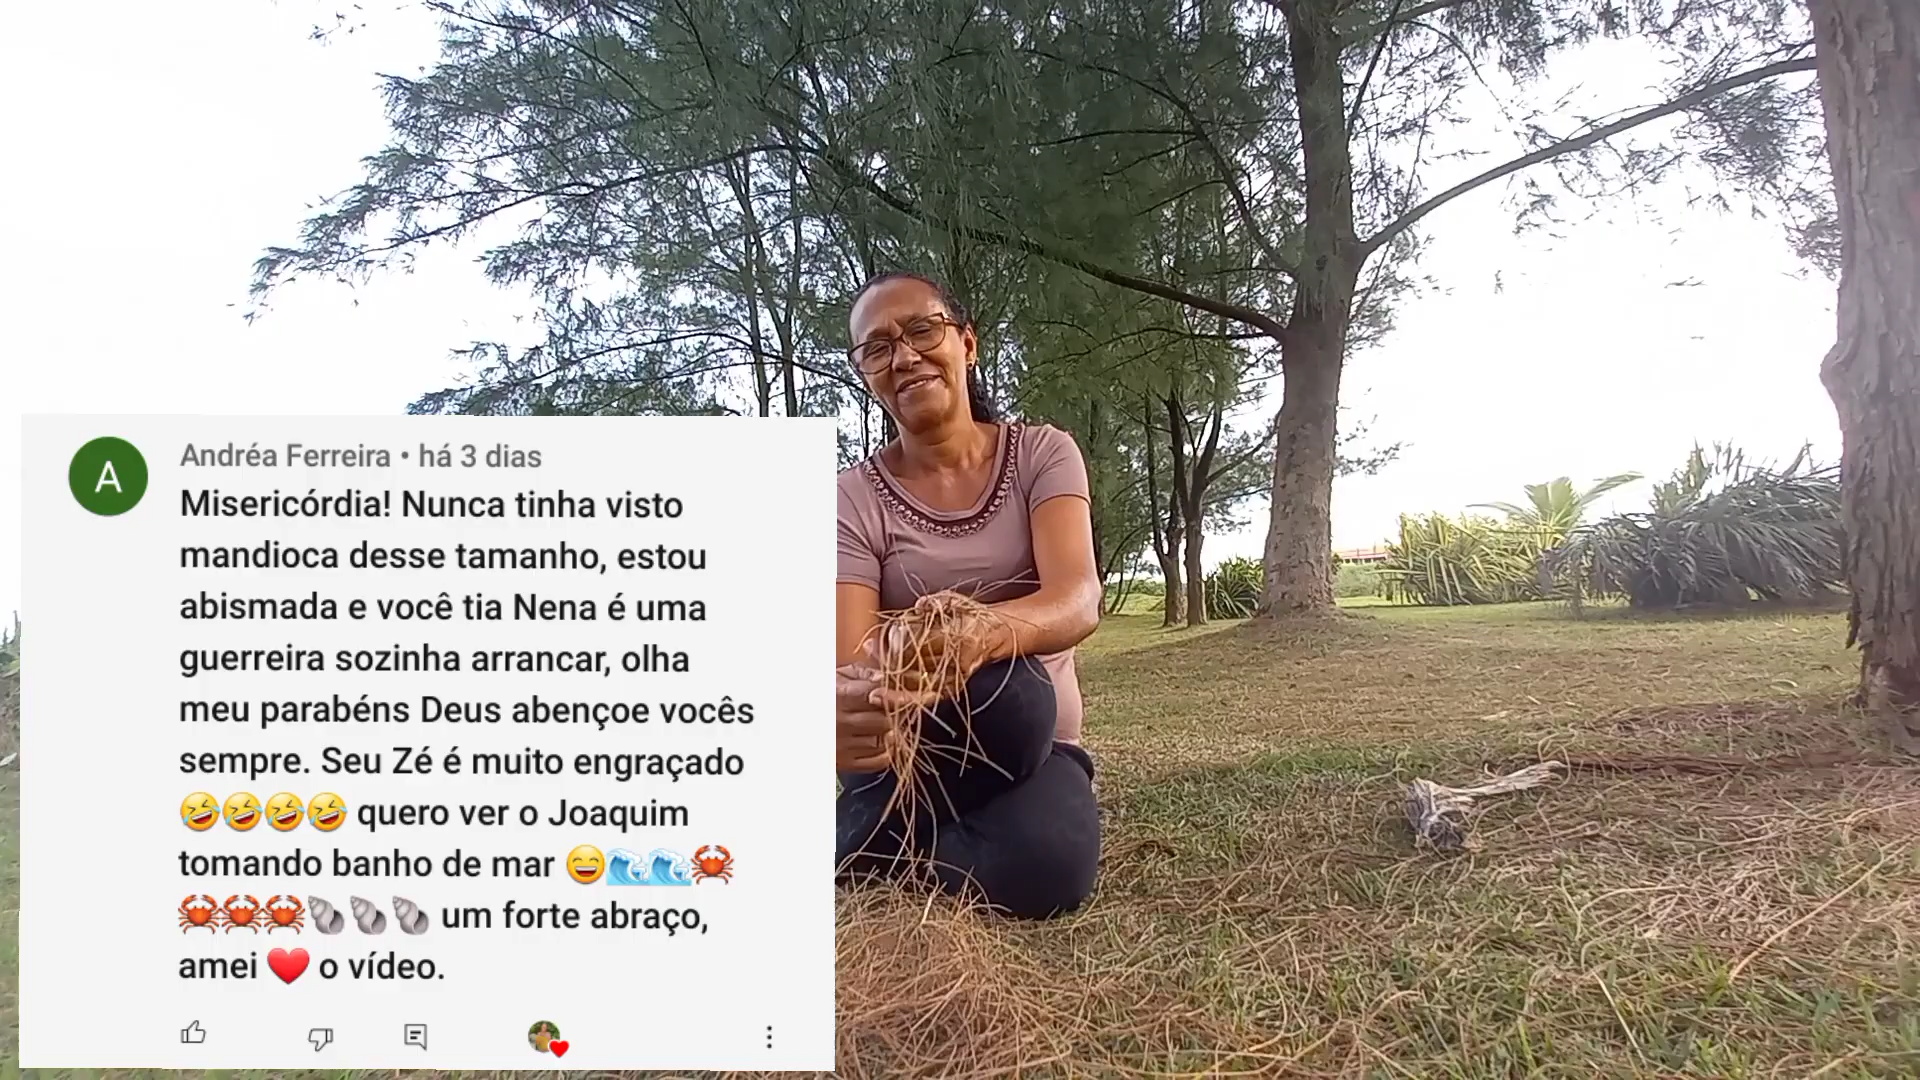 A
Andréa Ferreira • há 3 dias
Misericórdia! Nunca tinha visto
mandioca desse tamanho, estou
abismada e você tia Nena é uma
guerreira sozinha arrancar, olha
meu parabéns Deus abençoe vocês
sempre. Seu Zé é muito engraçado
🤣🤣🤣🤣 quero ver o Joaquim
tomando banho de mar 😄🌊🌊🦀
🦀🦀🦀🐚🐚🐚 um forte abraço,
amei ❤️ o vídeo.